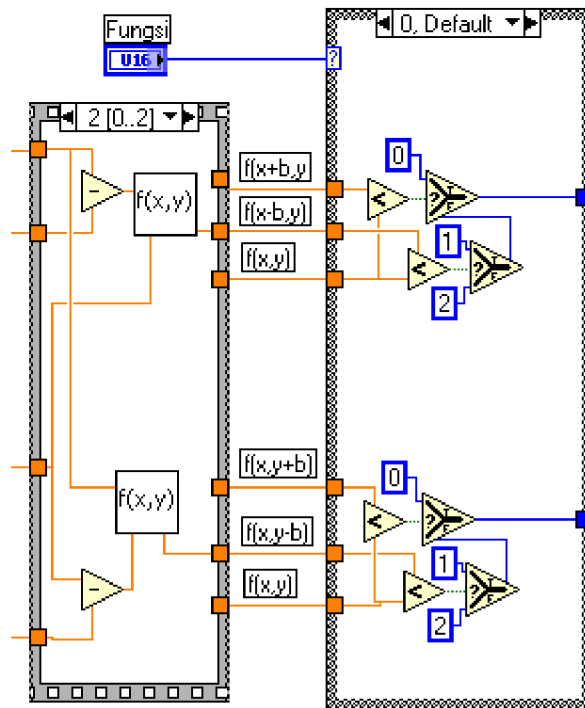 Fungsi
U16
0, Default
?
2 [0..2]
f(x+b,y
0
-
f(x,y)
<
?
T
F
f(x-b,y)
1
f(x,y)
<
?
T
F
2
f(x,y+b)
0
f(x,y)
<
?
T
F
f(x,y-b)
1
-
<
?
T
F
f(x,y)
2